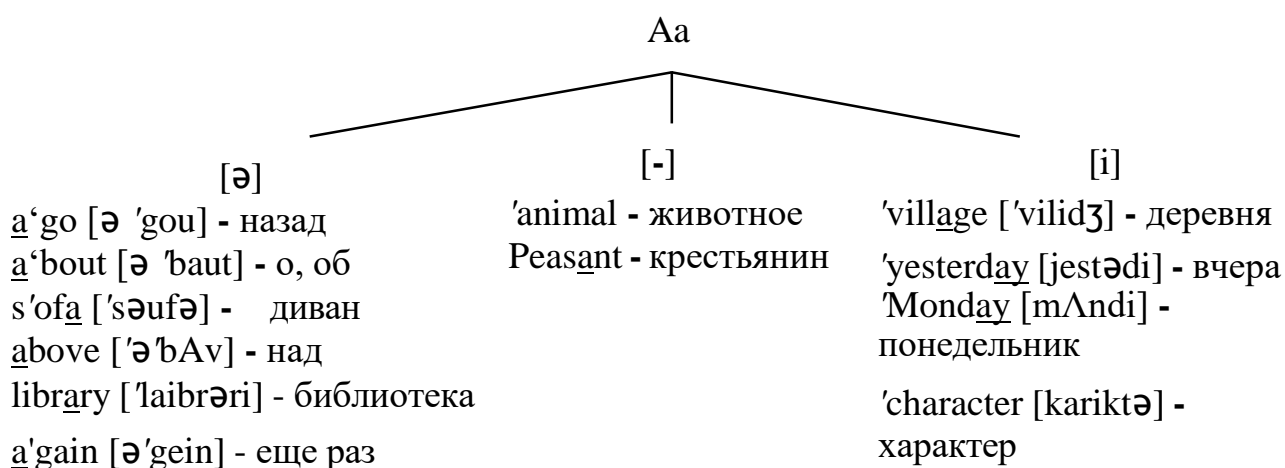 Aa
[ə]
a‘go [ə ′gou] - назад
a‘bout [ə ′baut] - о, об
s′ofa [′səufə] - диван
above [′ə′bAv] - над
library [′laibrəri] - библиотека
a'gain [ə′gein] - еще раз
[-]
′animal - животное
Peasant - крестьянин
[i]
′village [′vilidʒ] - деревня
′yesterday [jestədi] - вчера
′Monday [mΛndi] -
понедельник
′character [kariktə] -
характер